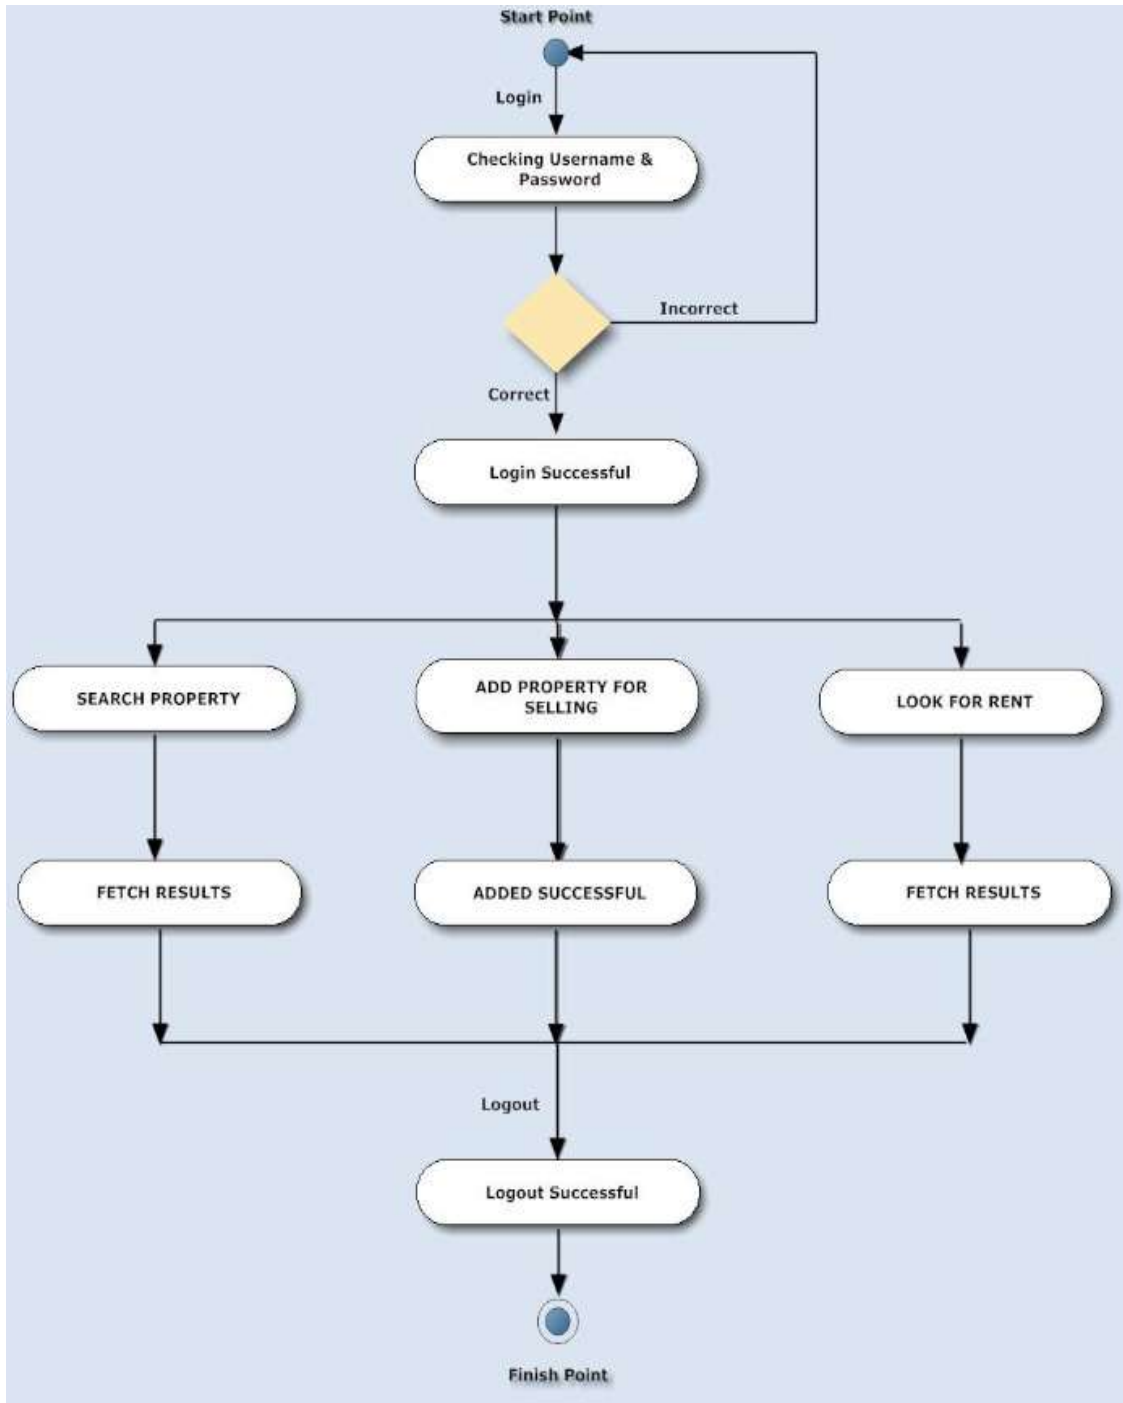 Start Point
Login
Checking Username &
Password
Incorrect
Correct
Login Successful
SEARCH PROPERTY
ADD PROPERTY FOR
SELLING
LOOK FOR RENT
FETCH RESULTS
ADDED SUCCESSFUL
FETCH RESULTS
Logout
Logout Successful
Finish Point